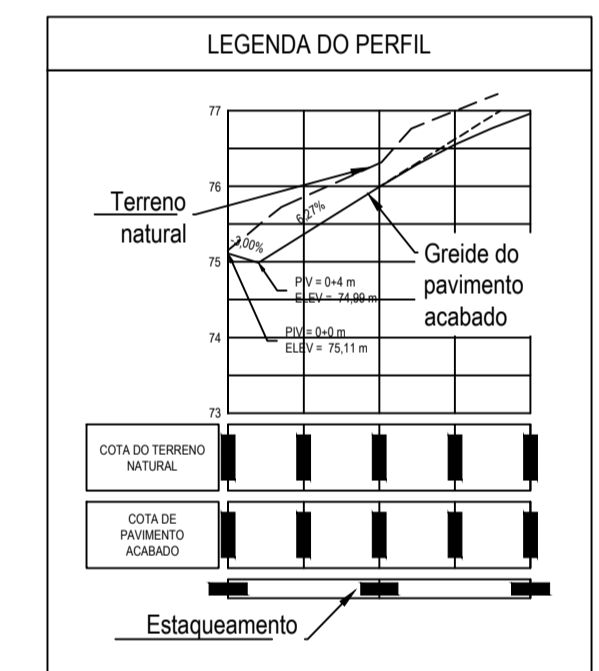 LEGENDA DO PERFIL
77
76
75
74
73
Terreno
natural
-3,00%
6,27%
PIV = 0+4 m
ELEV = 74,99 m
PIV = 0+0 m
ELEV = 75,11 m
Greide do
pavimento
acabado
COTA DO TERRENO
NATURAL
COTA DE
PAVIMENTO
ACABADO
Estaqueamento